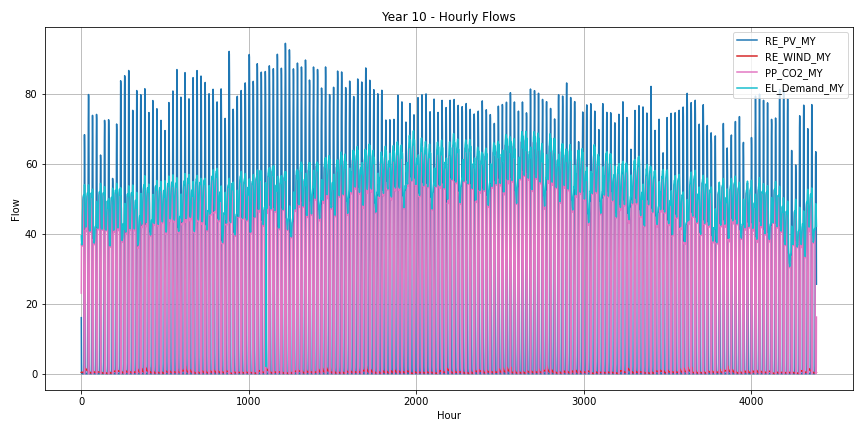 Year 10 - Hourly Flows
RE_PV_MY
RE_WIND_MY
PP_CO2_MY
EL_Demand_MY
80
60
40
20
0
Flow
0 1000 2000 3000 4000
Hour